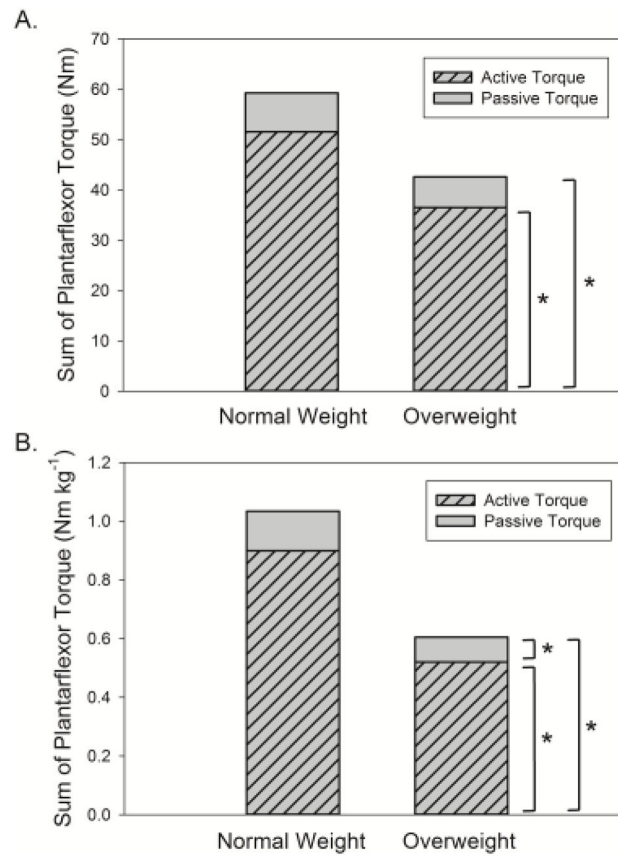 A.
Sum of Plantarflexor Torque (Nm)
70
60
50
40
30
20
10
0
Active Torque
Passive Torque
*
*
Normal Weight
Overweight
B.
Sum of Plantarflexor Torque (Nm kg⁻¹)
1.2
1.0
0.8
0.6
0.4
0.2
0.0
Active Torque
Passive Torque
*
*
*
Normal Weight
Overweight